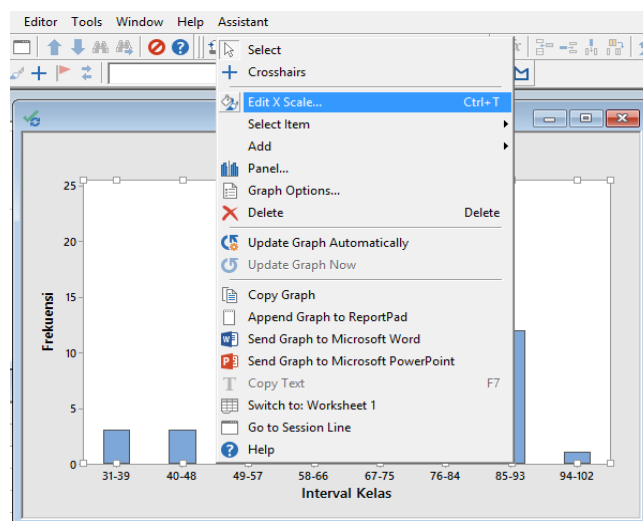 Editor Tools Window Help Assistant
Select
Crosshairs
Edit X Scale... Ctrl+T
Select Item
Add
Panel...
Graph Options...
Delete Delete
Update Graph Automatically
Update Graph Now
Copy Graph
Append Graph to ReportPad
Send Graph to Microsoft Word
Send Graph to Microsoft PowerPoint
Copy Text F7
Switch to: Worksheet 1
Go to Session Line
Help
Frekuensi
25
20
15
10
5
0
31-39 40-48 49-57 58-66 67-75 76-84 85-93 94-102
Interval Kelas